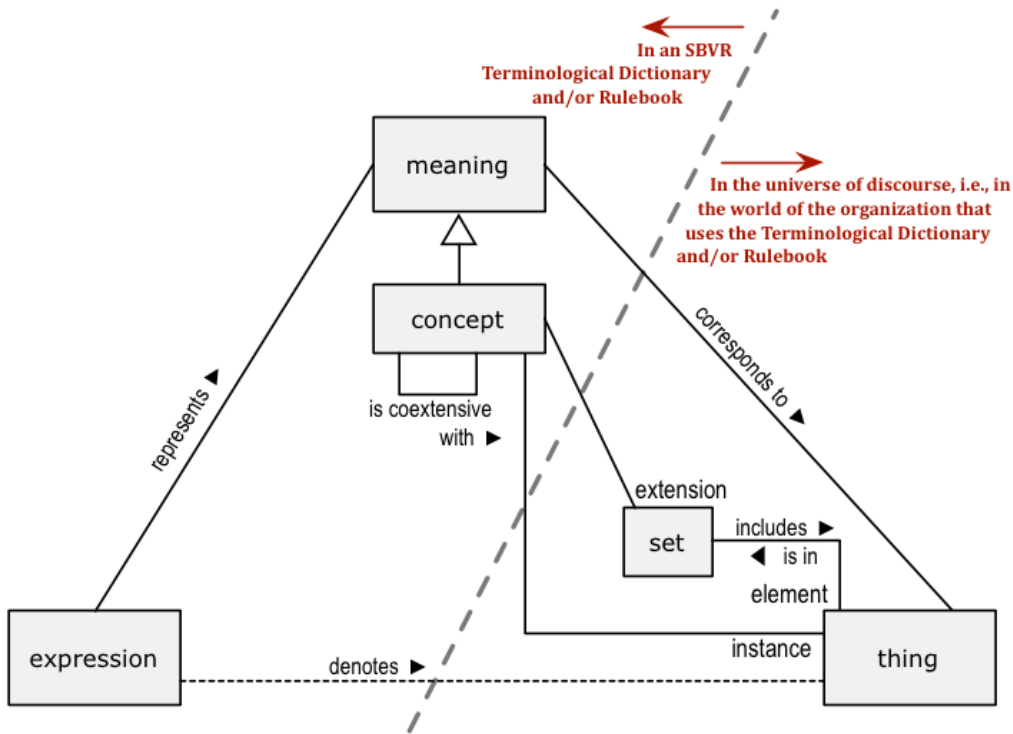 In an SBVR
Terminological Dictionary
and/or Rulebook
meaning
In the universe of discourse, i.e., in
the world of the organization that
uses the Terminological Dictionary
and/or Rulebook
concept
corresponds to ►
is coextensive
with ►
represents ►
extension
set
includes ►
◄ is in
element
expression
denotes ►
instance
thing